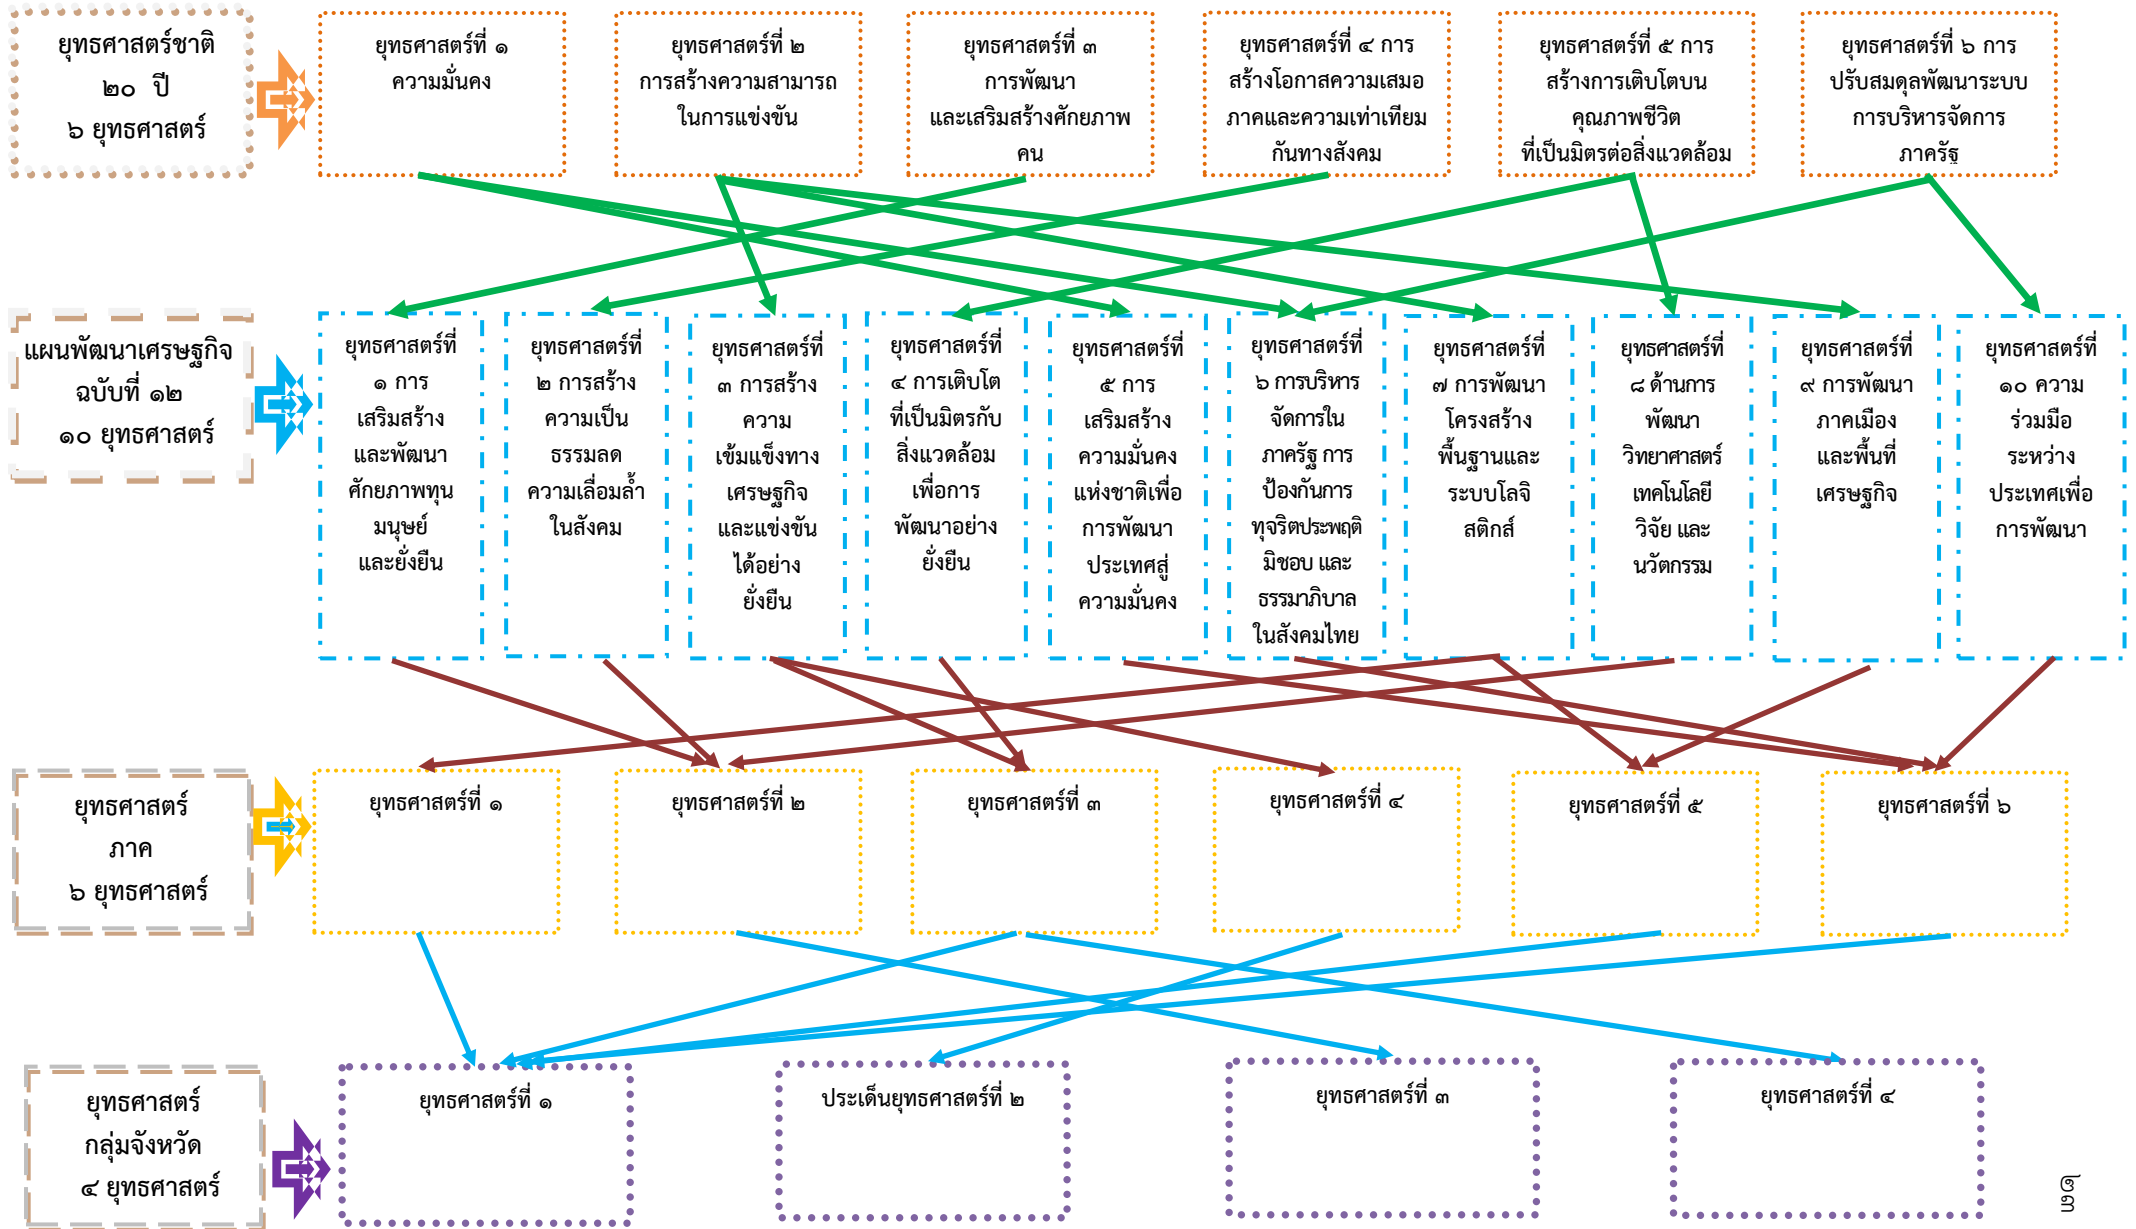 ยุทธศาสตร์ชาติ
๒๐ ปี
๖ ยุทธศาสตร์
ยุทธศาสตร์ที่ ๑
ความมั่นคง
ยุทธศาสตร์ที่ ๒
การสร้างความสามารถ
ในการแข่งขัน
ยุทธศาสตร์ที่ ๓
การพัฒนา
และเสริมสร้างศักยภาพ
คน
ยุทธศาสตร์ที่ ๔ การ
สร้างโอกาสความเสมอ
ภาคและความเท่าเทียม
กันทางสังคม
ยุทธศาสตร์ที่ ๕ การ
สร้างการเติบโตบน
คุณภาพชีวิต
ที่เป็นมิตรต่อสิ่งแวดล้อม
ยุทธศาสตร์ที่ ๖ การ
ปรับสมดุลพัฒนาระบบ
การบริหารจัดการ
ภาครัฐ
แผนพัฒนาเศรษฐกิจ
ฉบับที่ ๑๒
๑๐ ยุทธศาสตร์
ยุทธศาสตร์ที่
๑ การ
เสริมสร้าง
และพัฒนา
ศักยภาพทุน
มนุษย์
และยั่งยืน
ยุทธศาสตร์ที่
๒ การสร้าง
ความเป็น
ธรรมลด
ความเลื่อมล้ำ
ในสังคม
ยุทธศาสตร์ที่
๓ การสร้าง
ความ
เข้มแข็งทาง
เศรษฐกิจ
และแข่งขัน
ได้อย่าง
ยั่งยืน
ยุทธศาสตร์ที่
๔ การเติบโต
ที่เป็นมิตรกับ
สิ่งแวดล้อม
เพื่อการ
พัฒนาอย่าง
ยั่งยืน
ยุทธศาสตร์ที่
๕ การ
เสริมสร้าง
ความมั่นคง
แห่งชาติเพื่อ
การพัฒนา
ประเทศสู่
ความมั่นคง
ยุทธศาสตร์ที่
๖ การบริหาร
จัดการใน
ภาครัฐ การ
ป้องกันการ
ทุจริตประพฤติ
มิชอบ และ
ธรรมาภิบาล
ในสังคมไทย
ยุทธศาสตร์ที่
๗ การพัฒนา
โครงสร้าง
พื้นฐานและ
ระบบโลจิ
สติกส์
ยุทธศาสตร์ที่
๘ ด้านการ
พัฒนา
วิทยาศาสตร์
เทคโนโลยี
วิจัย และ
นวัตกรรม
ยุทธศาสตร์ที่
๙ การพัฒนา
ภาคเมือง
และพื้นที่
เศรษฐกิจ
ยุทธศาสตร์ที่
๑๐ ความ
ร่วมมือ
ระหว่าง
ประเทศเพื่อ
การพัฒนา
ยุทธศาสตร์
ภาค
๖ ยุทธศาสตร์
ยุทธศาสตร์ที่ ๑
ยุทธศาสตร์ที่ ๒
ยุทธศาสตร์ที่ ๓
ยุทธศาสตร์ที่ ๔
ยุทธศาสตร์ที่ ๕
ยุทธศาสตร์ที่ ๖
ยุทธศาสตร์
กลุ่มจังหวัด
๔ ยุทธศาสตร์
ยุทธศาสตร์ที่ ๑
ประเด็นยุทธศาสตร์ที่ ๒
ยุทธศาสตร์ที่ ๓
ยุทธศาสตร์ที่ ๔
๒๓